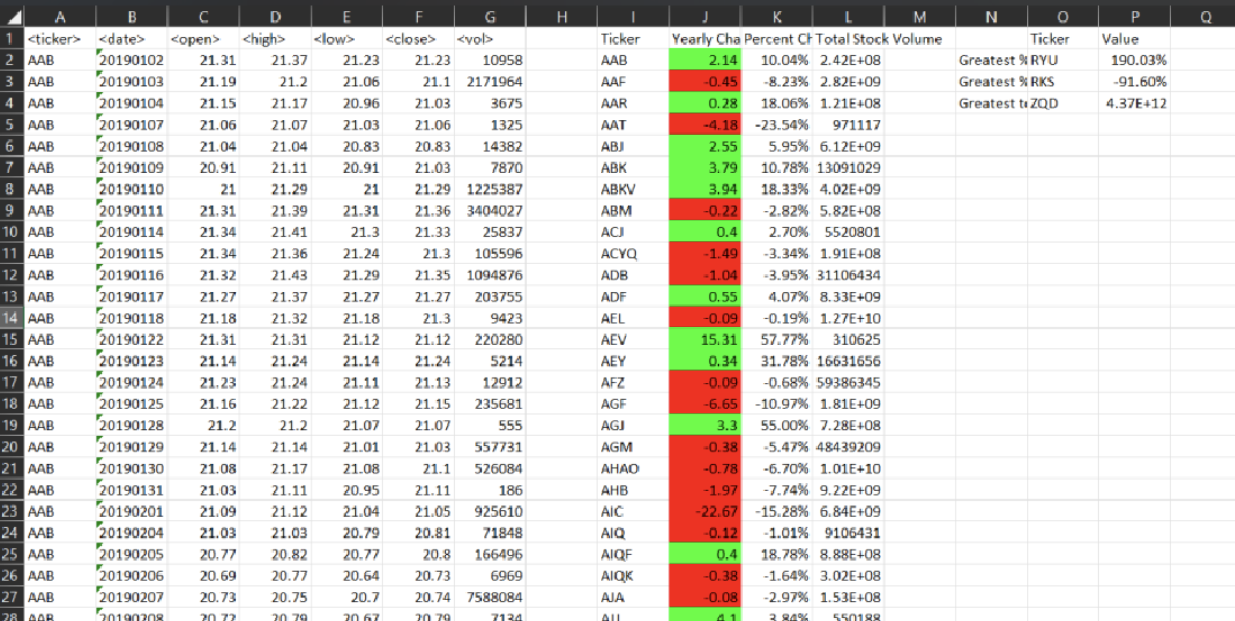 A B C D E F G H I J K L M N O P Q
1 <ticker> <date> <open> <high> <low> <close> <vol> Ticker Yearly Cha Percent Ch Total Stock Volume Ticker Value
2 AAB 20190102 21.31 21.37 21.23 21.23 10958 AAB 2.14 10.04% 2.42E+08 Greatest % RYU 190.03%
3 AAB 20190103 21.19 21.2 21.06 21.1 2171964 AAF -0.45 -8.23% 2.82E+09 Greatest % RKS -91.60%
4 AAB 20190104 21.15 21.17 20.96 21.03 3675 AAR 0.28 18.06% 1.21E+08 Greatest t ZQD 4.37E+12
5 AAB 20190107 21.06 21.07 21.03 21.06 1325 AAT -4.18 -23.54% 971117
6 AAB 20190108 21.04 21.04 20.83 20.83 14382 ABJ 2.55 5.95% 6.12E+09
7 AAB 20190109 20.91 21.11 20.91 21.03 7870 ABK 3.79 10.78% 13091029
8 AAB 20190110 21 21.29 21 21.29 1225387 ABKV 3.94 18.33% 4.02E+09
9 AAB 20190111 21.31 21.39 21.31 21.36 3404027 ABM -0.22 -2.82% 5.82E+08
10 AAB 20190114 21.34 21.41 21.3 21.33 25837 ACJ 0.4 2.70% 5520801
11 AAB 20190115 21.34 21.36 21.24 21.3 105596 ACYQ -1.49 -3.34% 1.91E+08
12 AAB 20190116 21.32 21.43 21.29 21.35 1094876 ADB -1.04 -3.95% 31106434
13 AAB 20190117 21.27 21.37 21.27 21.27 203755 ADF 0.55 4.07% 8.33E+09
14 AAB 20190118 21.18 21.32 21.18 21.3 9423 AEL -0.09 -0.19% 1.27E+10
15 AAB 20190122 21.31 21.31 21.12 21.12 220280 AEV 15.31 57.77% 310625
16 AAB 20190123 21.14 21.24 21.14 21.24 5214 AEY 0.34 31.78% 16631656
17 AAB 20190124 21.23 21.24 21.11 21.13 12912 AFZ -0.09 -0.68% 59386345
18 AAB 20190125 21.16 21.22 21.12 21.15 235681 AGF -6.65 -10.97% 1.81E+09
19 AAB 20190128 21.2 21.2 21.07 21.07 555 AGJ 3.3 55.00% 7.28E+08
20 AAB 20190129 21.14 21.14 21.01 21.03 557731 AGM -0.38 -5.47% 48439209
21 AAB 20190130 21.08 21.17 21.08 21.1 526084 AHAO -0.78 -6.70% 1.01E+10
22 AAB 20190131 21.03 21.11 20.95 21.11 186 AHB -1.97 -7.74% 9.22E+09
23 AAB 20190201 21.09 21.12 21.04 21.05 925610 AIC -22.67 -15.28% 6.84E+09
24 AAB 20190204 21.03 21.03 20.79 20.81 71848 AIQ -0.12 -1.01% 9106431
25 AAB 20190205 20.77 20.82 20.77 20.8 166496 AIQF 0.4 18.78% 8.88E+08
26 AAB 20190206 20.69 20.77 20.64 20.73 6969 AIQK -0.38 -1.64% 3.02E+08
27 AAB 20190207 20.73 20.75 20.7 20.74 7588084 AJA -0.08 -2.97% 1.53E+08
28 AAB 20190208 20.72 20.79 20.67 20.79 7134 4.1 3.84% 550188